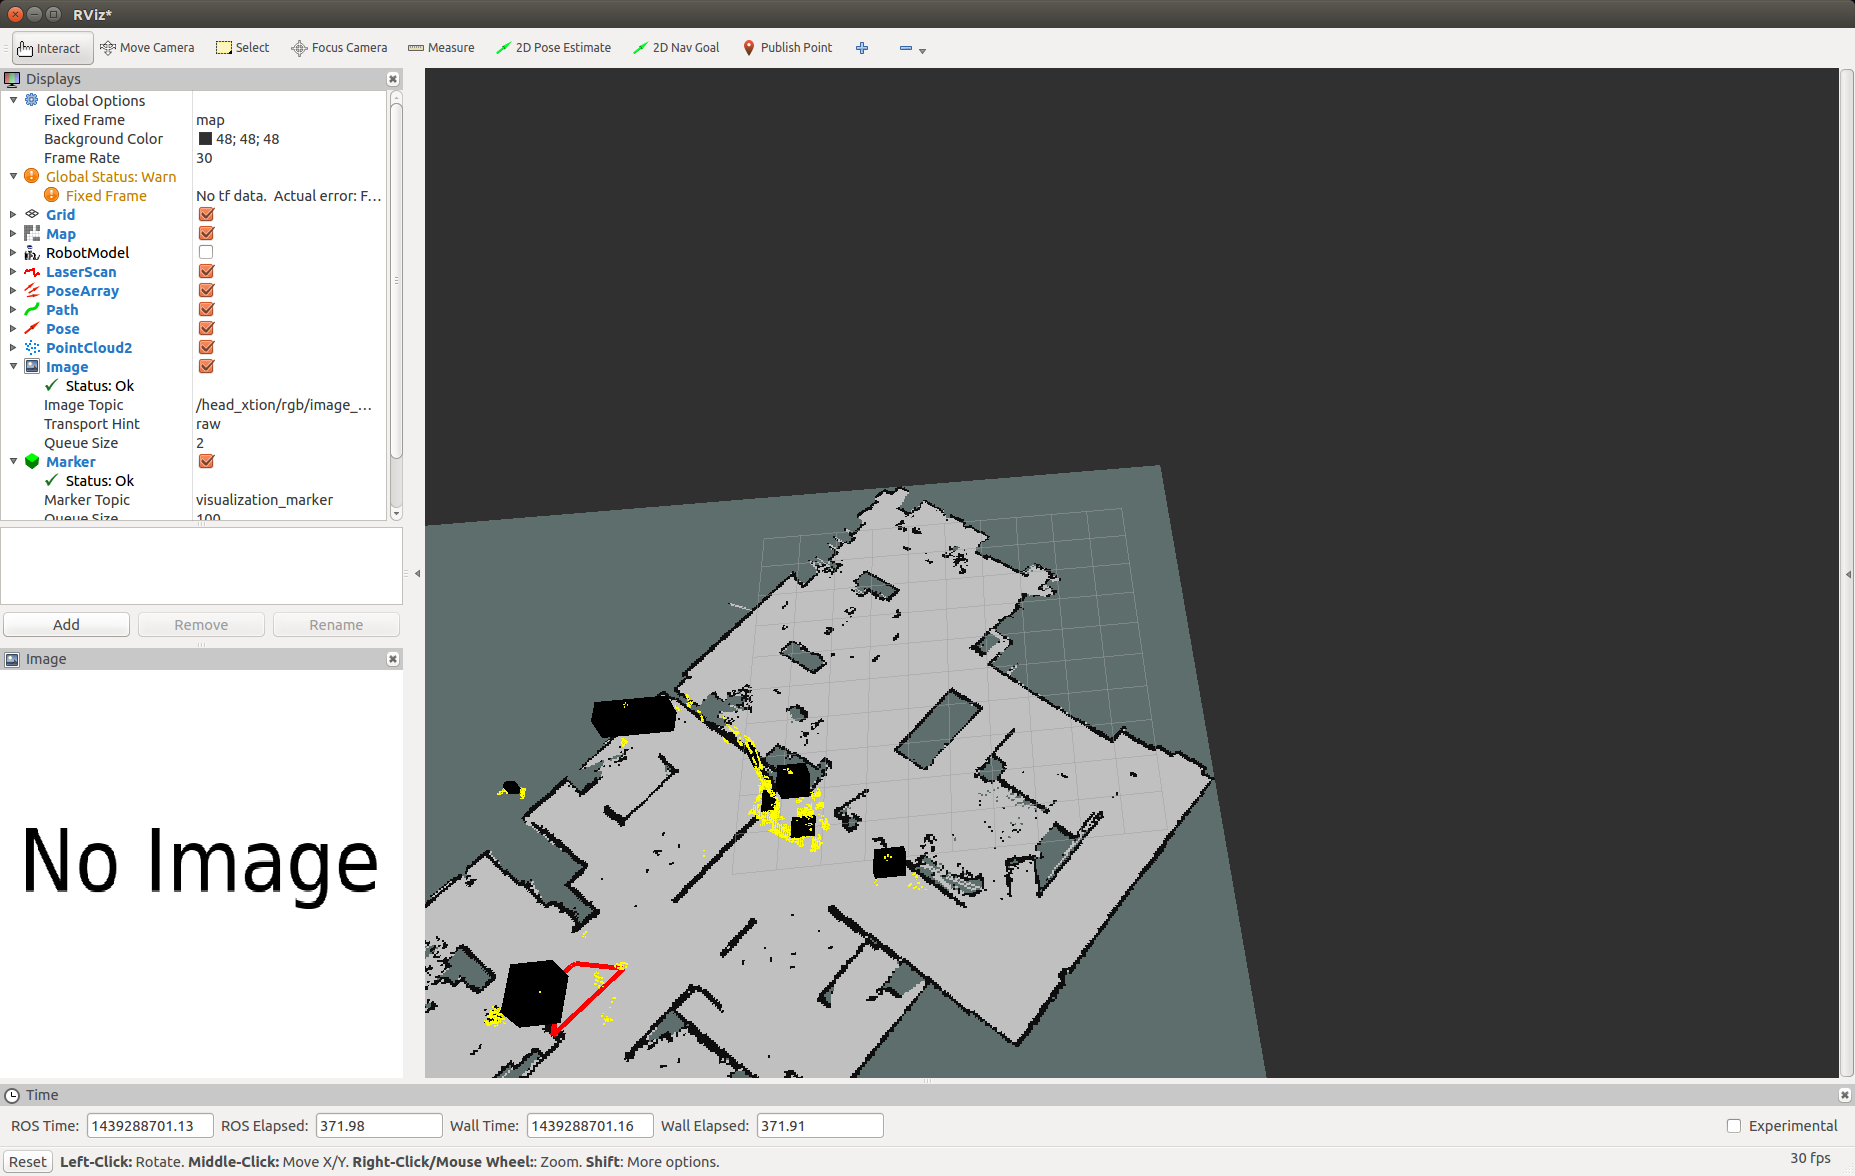 RViz*
Interact Move Camera Select Focus Camera Measure 2D Pose Estimate 2D Nav Goal Publish Point
Displays
Global Options
Fixed Frame map
Background Color 48; 48; 48
Frame Rate 30
Global Status: Warn
Fixed Frame No tf data.  Actual error: F...
Grid
Map
RobotModel
LaserScan
PoseArray
Path
Pose
PointCloud2
Image
Status: Ok
Image Topic /head_xtion/rgb/image_...
Transport Hint raw
Queue Size 2
Marker
Status: Ok
Marker Topic visualization_marker
Queue Size 100
Add Remove Rename
Image
No Image
Time
ROS Time: 1439288701.13 ROS Elapsed: 371.98 Wall Time: 1439288701.16 Wall Elapsed: 371.91 Experimental
Reset Left-Click: Rotate. Middle-Click: Move X/Y. Right-Click/Mouse Wheel:: Zoom. Shift: More options. 30 fps